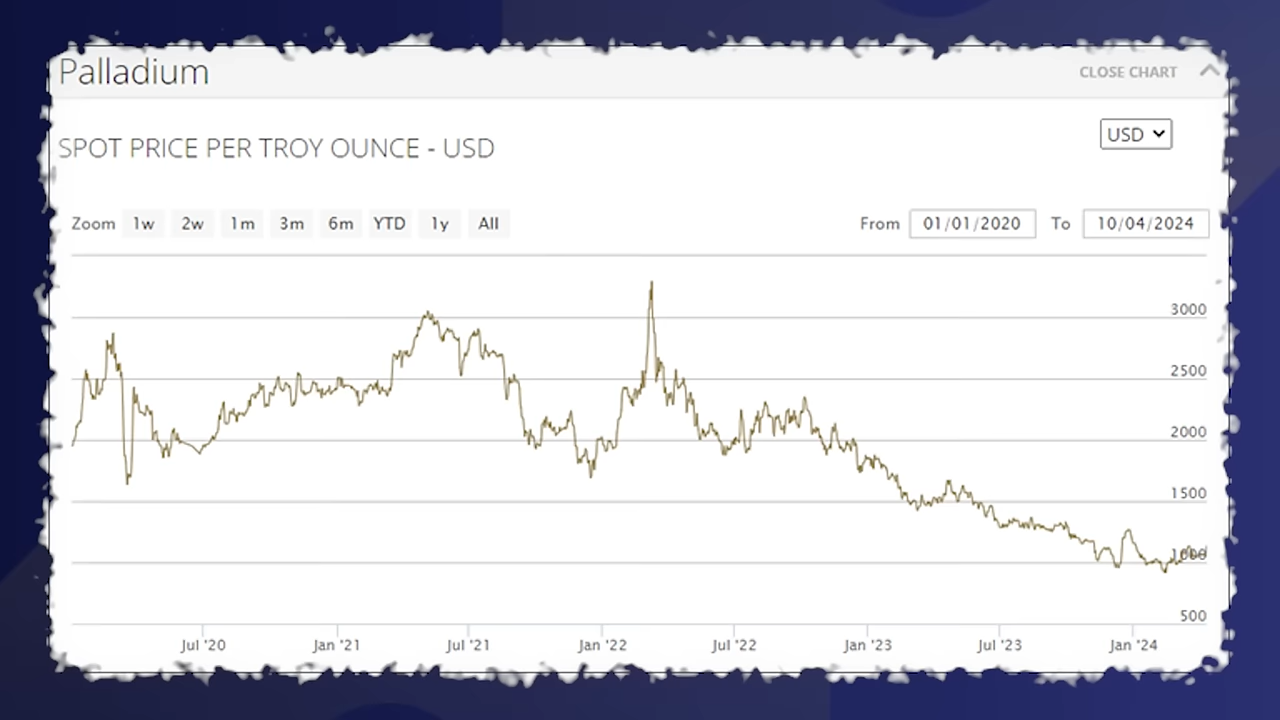 Palladium
CLOSE CHART
SPOT PRICE PER TROY OUNCE - USD
USD
Zoom 1w 2w 1m 3m 6m YTD 1y All
From 01/01/2020 To 10/04/2024
3000
2500
2000
1500
1000
500
Jul '20 Jan '21 Jul '21 Jan '22 Jul '22 Jan '23 Jul '23 Jan '24